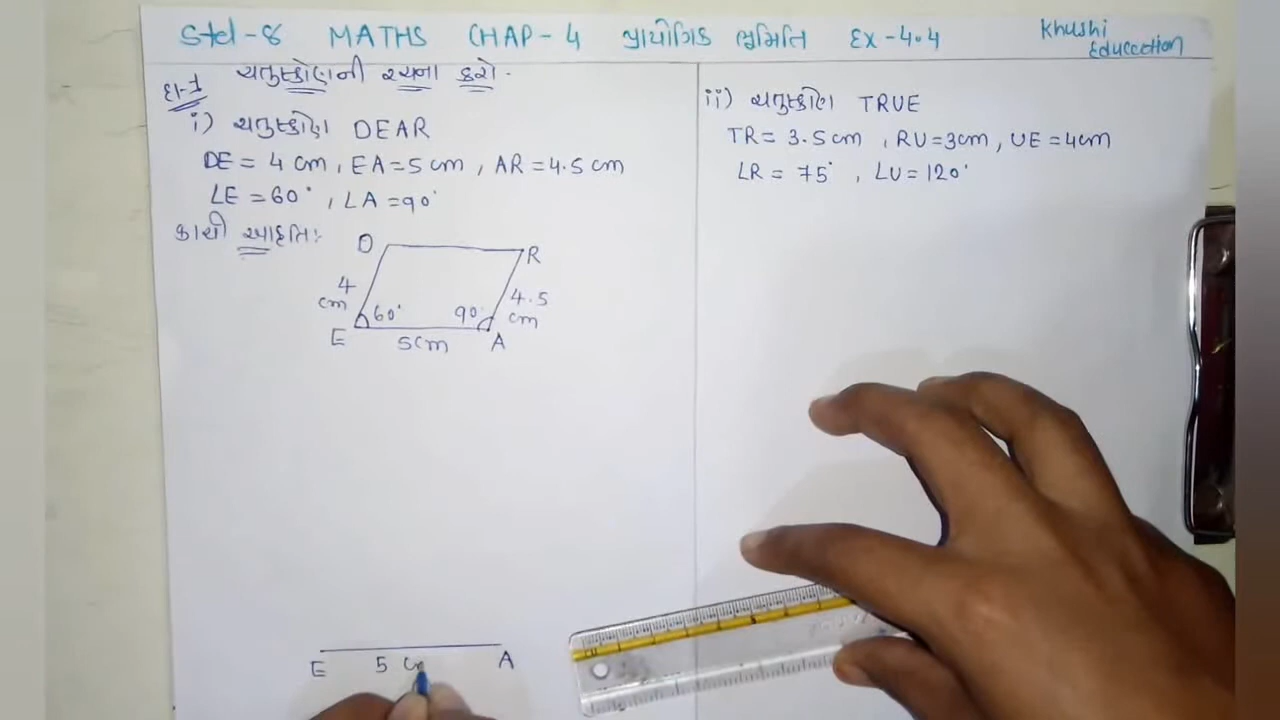 Std-8 MATHS CHAP-4 પ્રાયોગિક ભૂમિતિ EX-4.4
Khushi
Education
દા-1 ચતુષ્કોણની રચના કરો.
i) ચતુષ્કોણ DEAR
DE = 4 cm, EA=5 cm, AR=4.5 cm
∠E =60°, ∠A =90°
કાચી આકૃતિ:
D
R
4
cm
60°
90°
4.5
cm
E
5cm
A
ii) ચતુષ્કોણ TRUE
TR= 3.5 cm, RU=3cm, UE=4cm
∠R = 75°, ∠U=120°
E
5 c
A